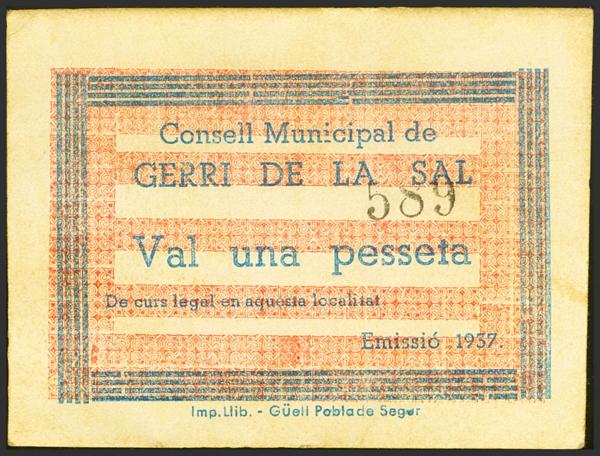 Consell Municipal de
GERRI DE LA SAL
589
Val una pesseta
De curs legal en aquesta localitat
Emissió 1937.
Imp. Llib. - Güell Pobla de Segur